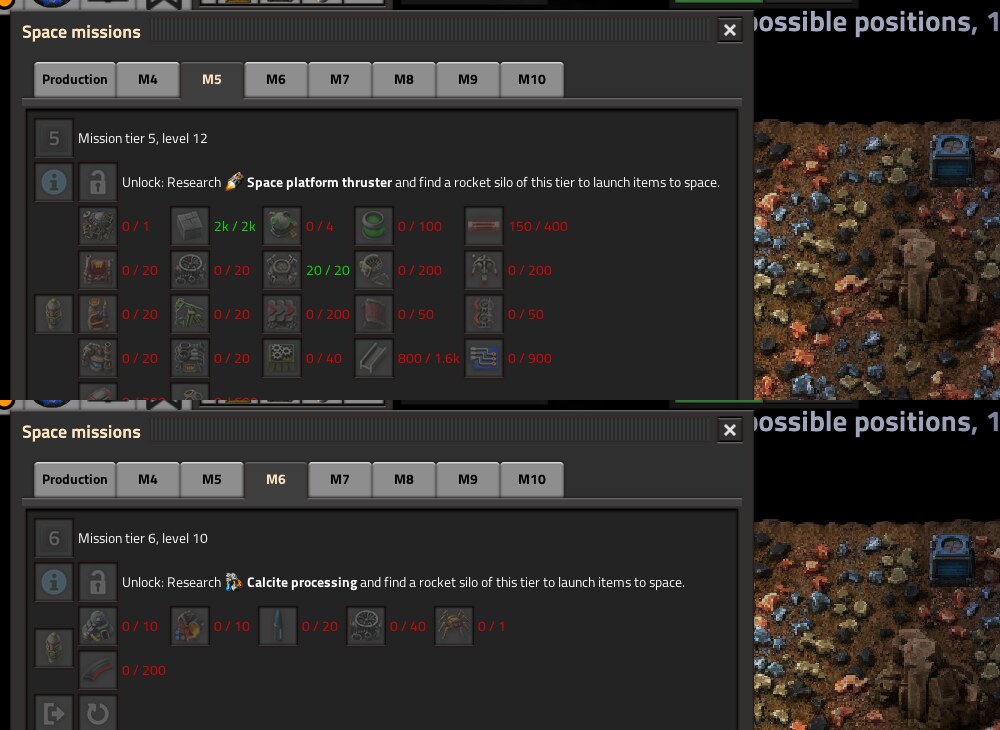 Space missions
possible positions, 1
Production M4 M5 M6 M7 M8 M9 M10
5 Mission tier 5, level 12
Unlock: Research Space platform thruster and find a rocket silo of this tier to launch items to space.
0 / 1 2k / 2k 0 / 4 0 / 100 150 / 400
0 / 20 0 / 20 20 / 20 0 / 200 0 / 200
0 / 20 0 / 20 0 / 200 0 / 50 0 / 50
0 / 20 0 / 20 0 / 40 800 / 1.6k 0 / 900
Space missions
possible positions, 1
Production M4 M5 M6 M7 M8 M9 M10
6 Mission tier 6, level 10
Unlock: Research Calcite processing and find a rocket silo of this tier to launch items to space.
0 / 10 0 / 10 0 / 20 0 / 40 0 / 1
0 / 200